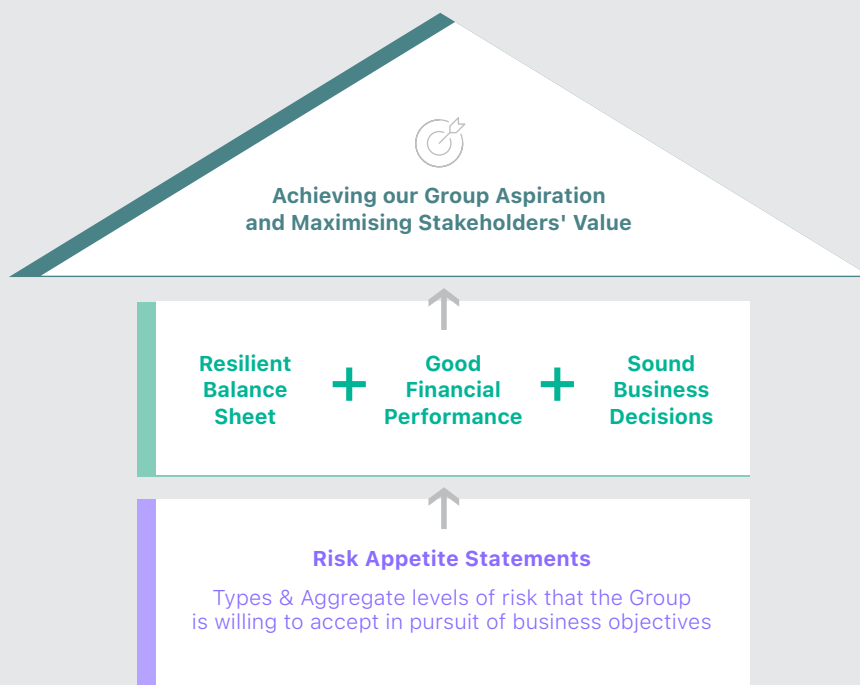 Achieving our Group Aspiration
and Maximising Stakeholders' Value
Resilient
Balance
Sheet
+
Good
Financial
Performance
+
Sound
Business
Decisions
Risk Appetite Statements
Types & Aggregate levels of risk that the Group
is willing to accept in pursuit of business objectives